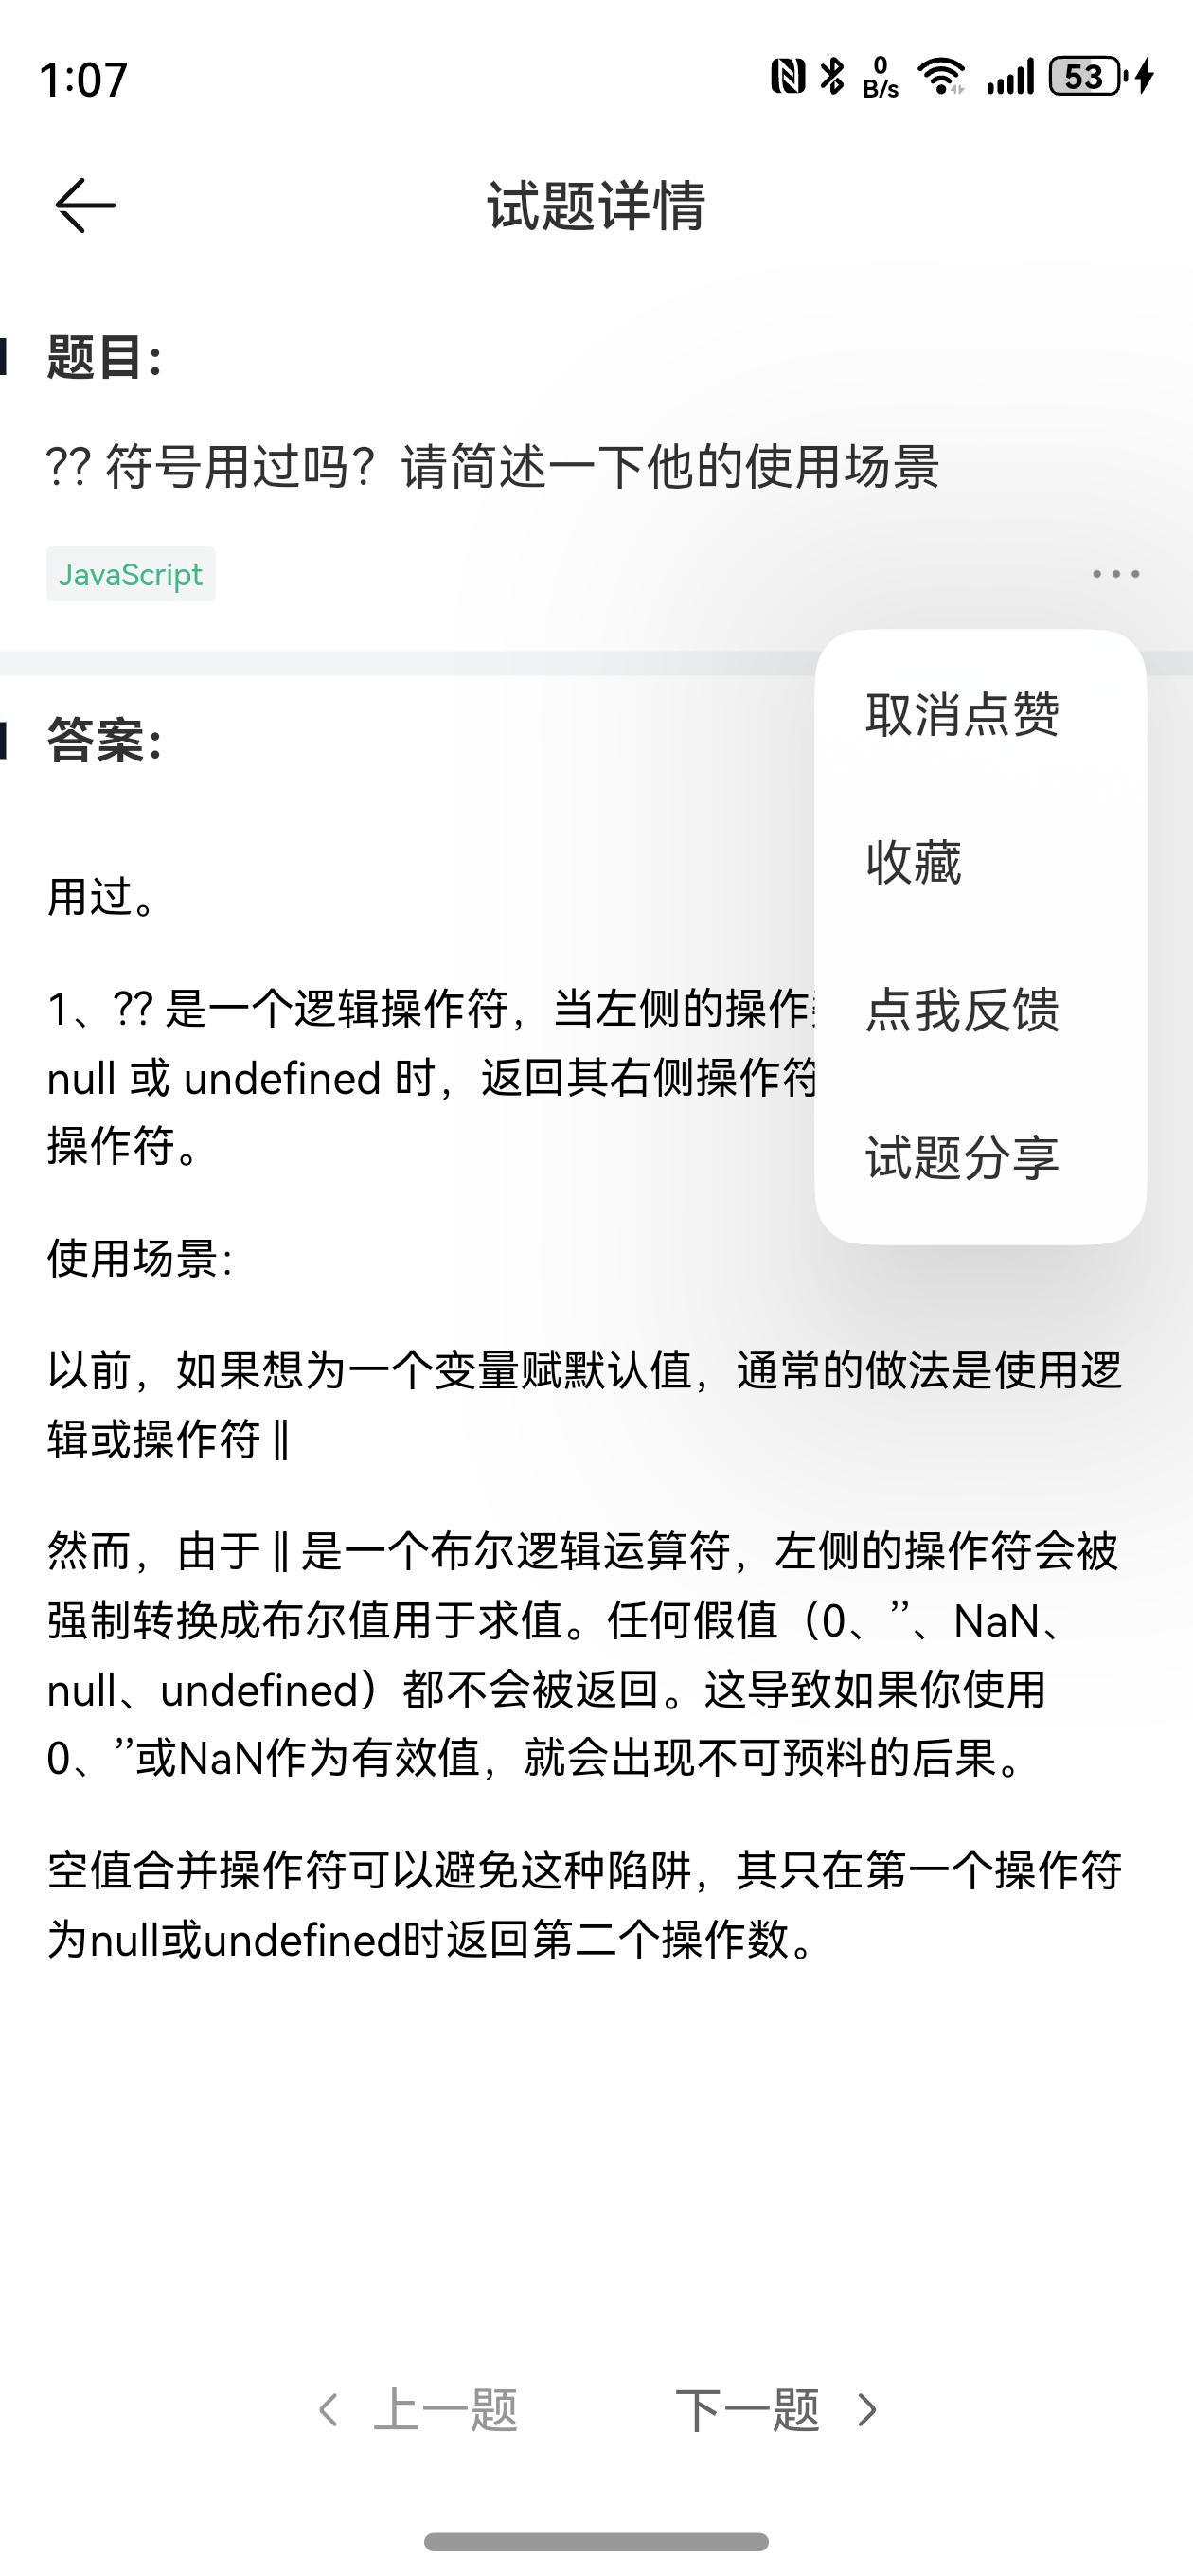 1:07
0
B/s
53
试题详情
题目:
?? 符号用过吗？请简述一下他的使用场景
JavaScript
取消点赞
收藏
点我反馈
试题分享
答案:
用过。
1、?? 是一个逻辑操作符，当左侧的操作
null 或 undefined 时，返回其右侧操作符
操作符。
使用场景:
以前，如果想为一个变量赋默认值，通常的做法是使用逻
辑或操作符 ||
然而，由于 || 是一个布尔逻辑运算符，左侧的操作符会被
强制转换成布尔值用于求值。任何假值（0、’’、NaN、
null、undefined）都不会被返回。这导致如果你使用
0、’’或NaN作为有效值，就会出现不可预料的后果。
空值合并操作符可以避免这种陷阱，其只在第一个操作符
为null或undefined时返回第二个操作数。
上一题
下一题